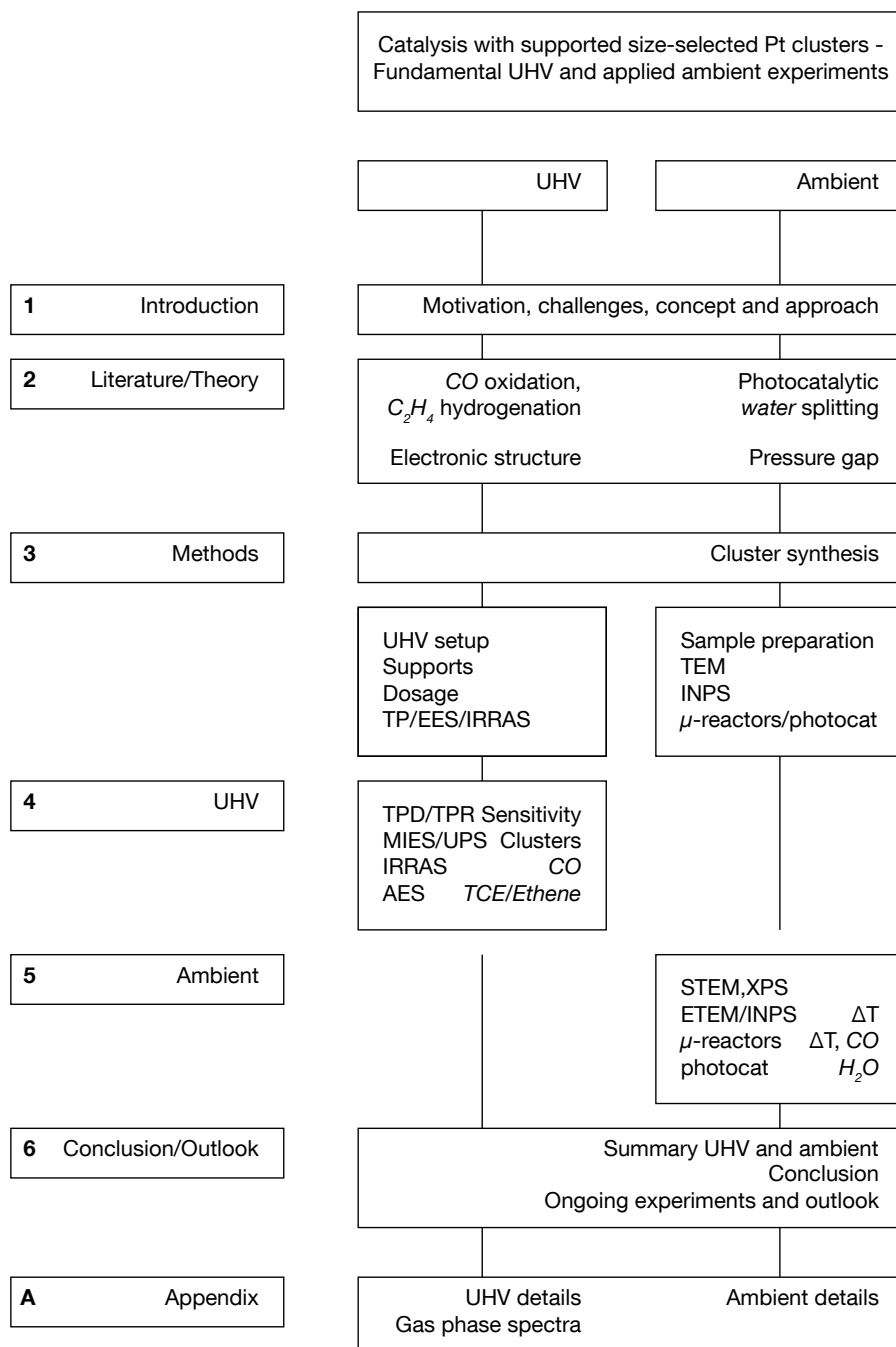 Catalysis with supported size-selected Pt clusters -
Fundamental UHV and applied ambient experiments
UHV Ambient
1 Introduction Motivation, challenges, concept and approach
2 Literature/Theory CO oxidation, Photocatalytic
C₂H₄ hydrogenation water splitting
Electronic structure Pressure gap
3 Methods Cluster synthesis
UHV setup Sample preparation
Supports TEM
Dosage INPS
TP/EES/IRRAS μ-reactors/photocat
4 UHV TPD/TPR Sensitivity
MIES/UPS Clusters
IRRAS CO
AES TCE/Ethene
5 Ambient STEM,XPS
ETEM/INPS ΔT
μ-reactors ΔT, CO
photocat H₂O
6 Conclusion/Outlook Summary UHV and ambient
Conclusion
Ongoing experiments and outlook
A Appendix UHV details Ambient details
Gas phase spectra